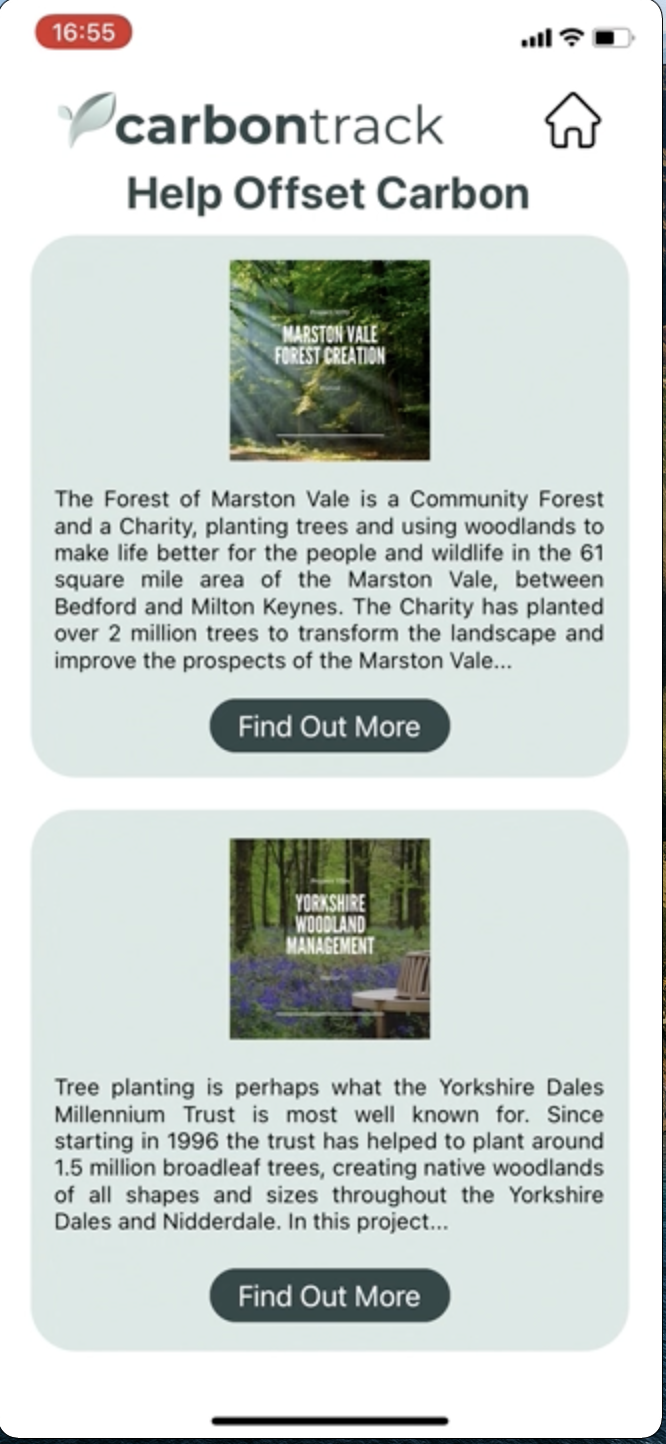 16:55
carbontrack
Help Offset Carbon
MARSTON VALE
FOREST CREATION
The Forest of Marston Vale is a Community Forest
and a Charity, planting trees and using woodlands to
make life better for the people and wildlife in the 61
square mile area of the Marston Vale, between
Bedford and Milton Keynes. The Charity has planted
over 2 million trees to transform the landscape and
improve the prospects of the Marston Vale...
Find Out More
YORKSHIRE
WOODLAND
MANAGEMENT
Tree planting is perhaps what the Yorkshire Dales
Millennium Trust is most well known for. Since
starting in 1996 the trust has helped to plant around
1.5 million broadleaf trees, creating native woodlands
of all shapes and sizes throughout the Yorkshire
Dales and Nidderdale. In this project...
Find Out More